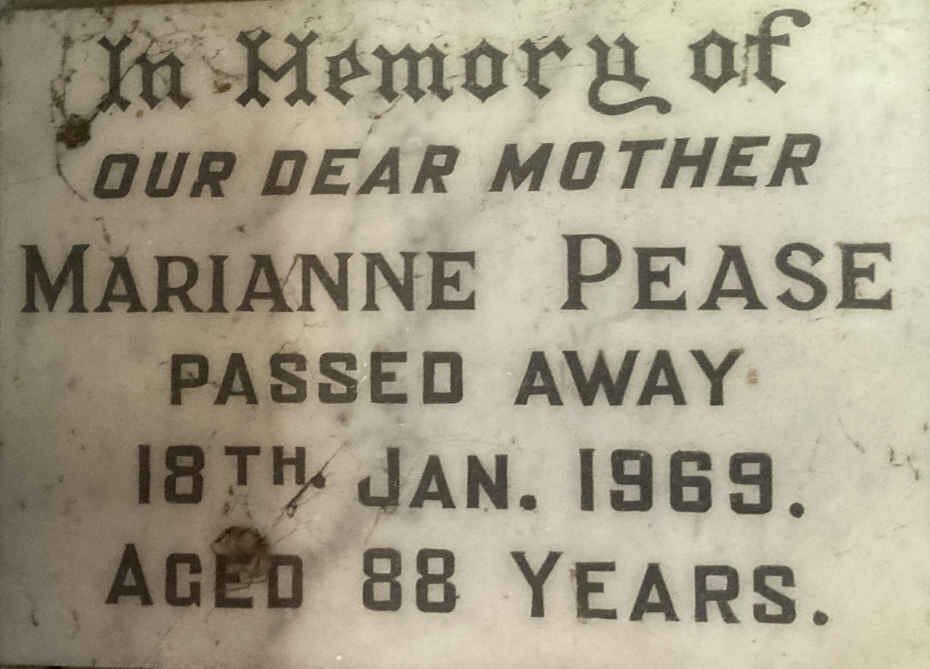 In Memory of
OUR DEAR MOTHER
MARIANNE PEASE
PASSED AWAY
18TH. JAN. 1969.
AGED 88 YEARS.